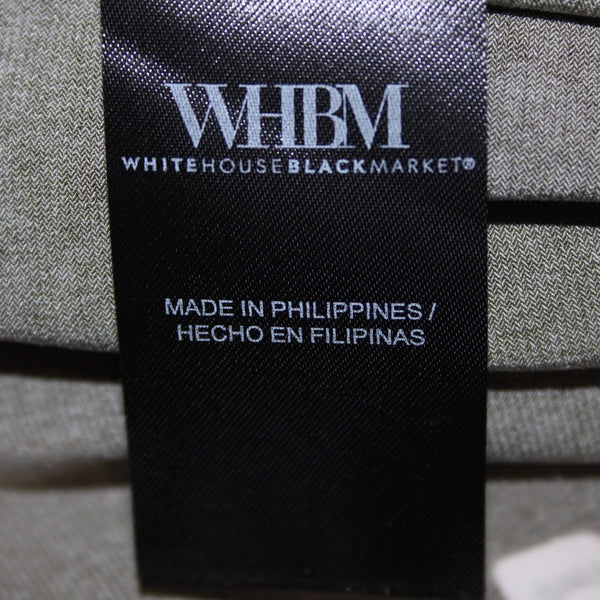 WHBM
WHITEHOUSEBLACKMARKET®
MADE IN PHILIPPINES /
HECHO EN FILIPINAS